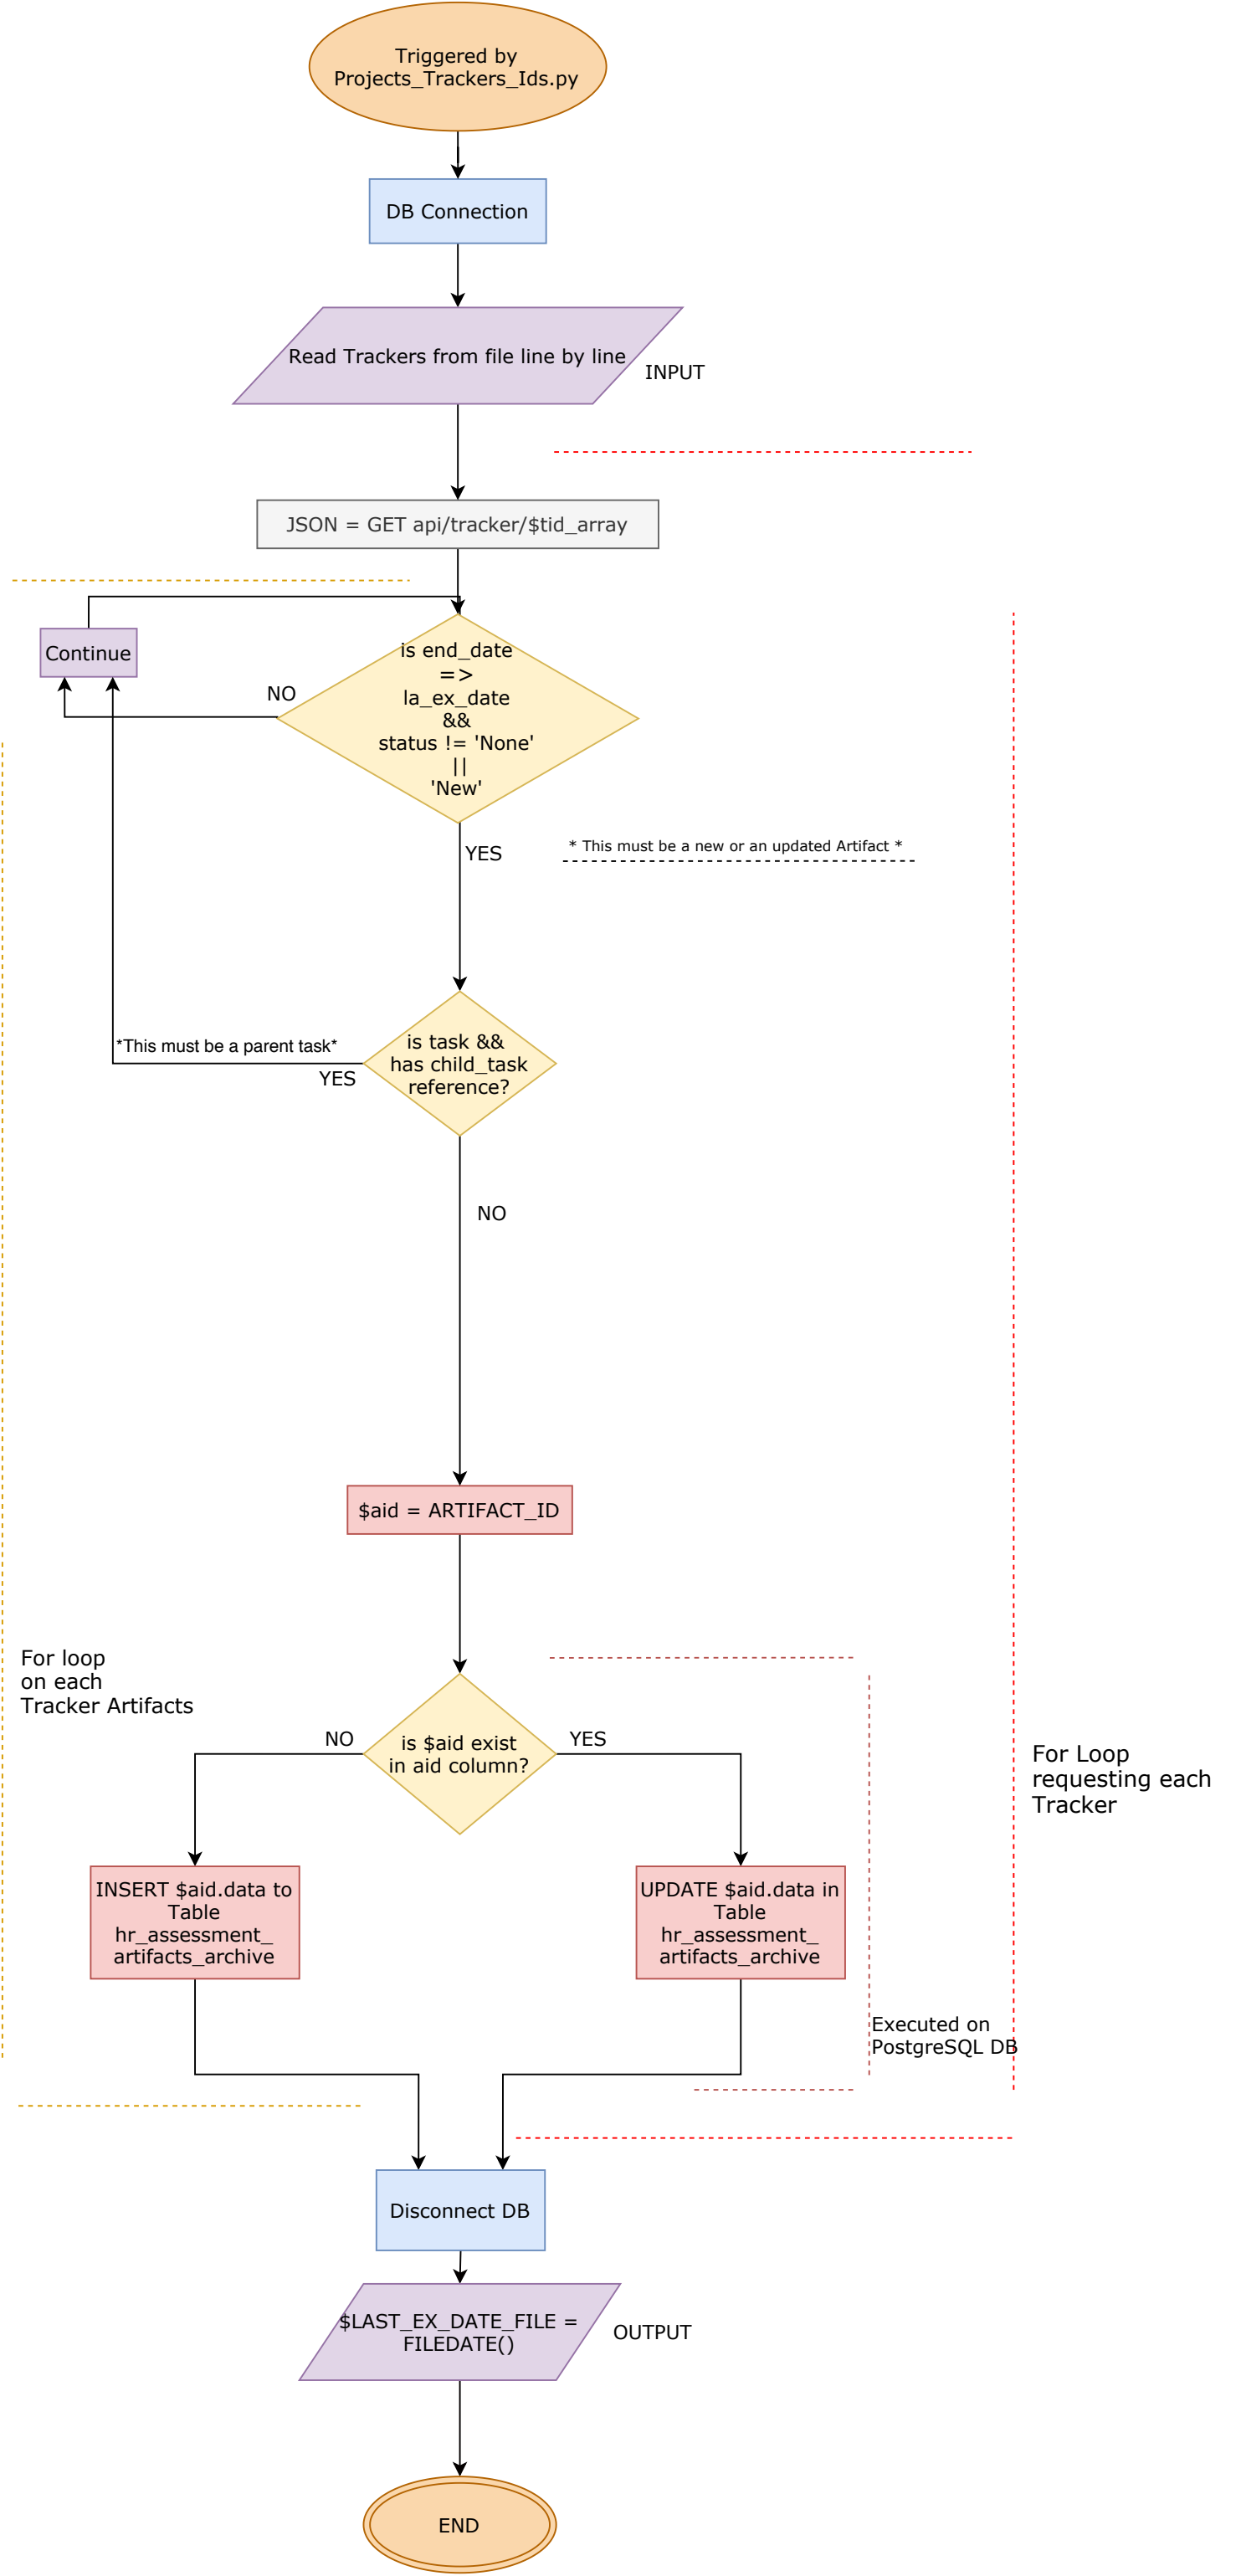 Triggered by
Projects_Trackers_Ids.py
DB Connection
Read Trackers from file line by line
INPUT
JSON = GET api/tracker/$tid_array
Continue
NO
is end_date
=>
la_ex_date
&&
status != 'None'
||
'New'
YES
* This must be a new or an updated Artifact *
*This must be a parent task*
YES
is task &&
has child_task
reference?
NO
$aid = ARTIFACT_ID
For loop
on each
Tracker Artifacts
NO
is $aid exist
in aid column?
YES
For Loop
requesting each
Tracker
INSERT $aid.data to
Table
hr_assessment_
artifacts_archive
UPDATE $aid.data in
Table
hr_assessment_
artifacts_archive
Executed on
PostgreSQL DB
Disconnect DB
$LAST_EX_DATE_FILE =
FILEDATE()
OUTPUT
END